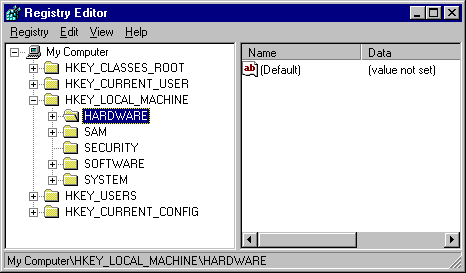 Registry Editor
Registry Edit View Help
My Computer
HKEY_CLASSES_ROOT
HKEY_CURRENT_USER
HKEY_LOCAL_MACHINE
HARDWARE
SAM
SECURITY
SOFTWARE
SYSTEM
HKEY_USERS
HKEY_CURRENT_CONFIG
Name Data
ab (Default) (value not set)
My Computer\HKEY_LOCAL_MACHINE\HARDWARE